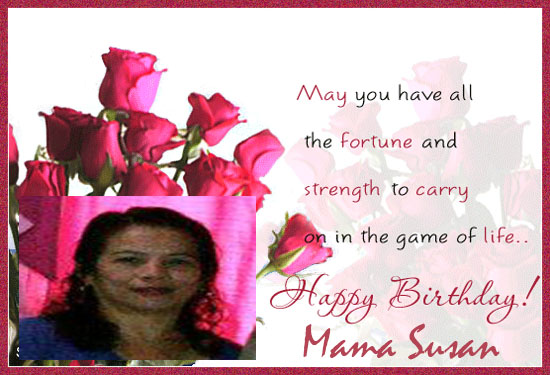 May you have all
the fortune and
strength to carry
on in the game of life..
Happy Birthday!
Mama Susan